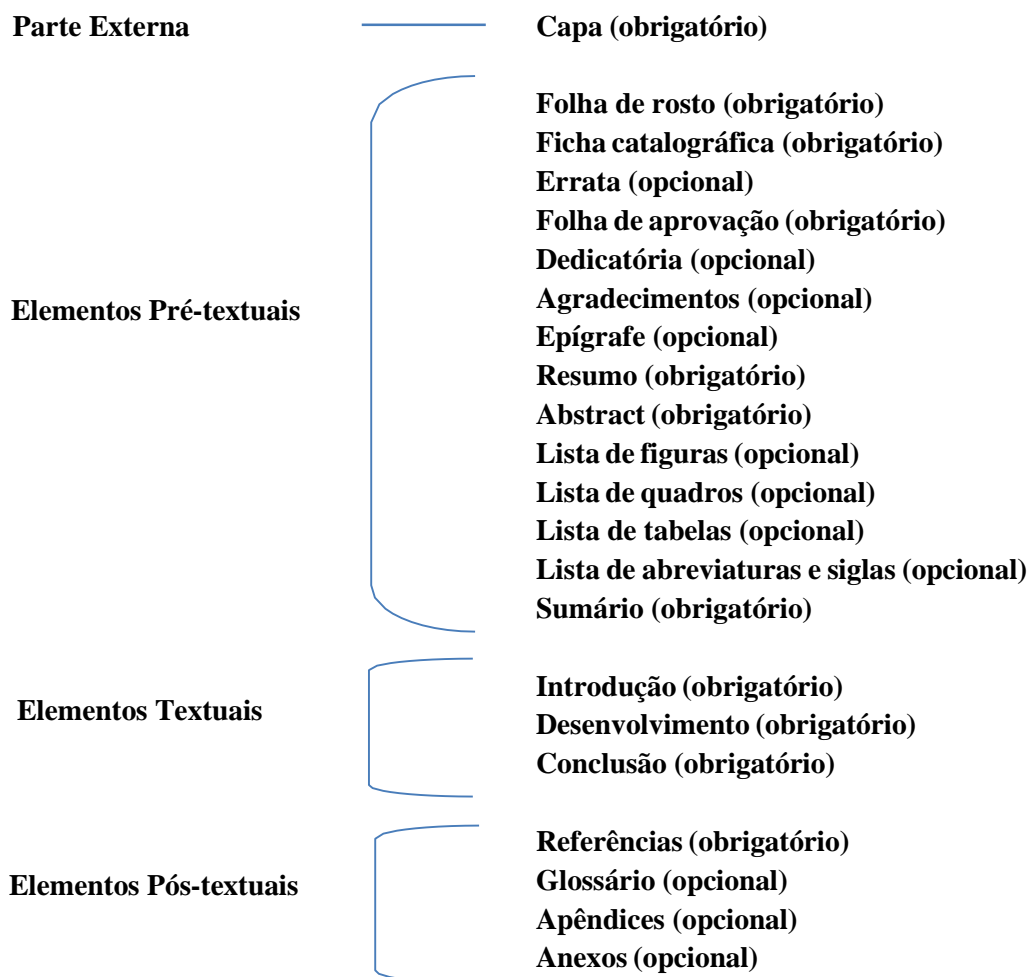 Parte Externa Capa (obrigatório)
Folha de rosto (obrigatório)
Ficha catalográfica (obrigatório)
Errata (opcional)
Folha de aprovação (obrigatório)
Dedicatória (opcional)
Elementos Pré-textuais Agradecimentos (opcional)
Epígrafe (opcional)
Resumo (obrigatório)
Abstract (obrigatório)
Lista de figuras (opcional)
Lista de quadros (opcional)
Lista de tabelas (opcional)
Lista de abreviaturas e siglas (opcional)
Sumário (obrigatório)
Introdução (obrigatório)
Elementos Textuais Desenvolvimento (obrigatório)
Conclusão (obrigatório)
Referências (obrigatório)
Elementos Pós-textuais Glossário (opcional)
Apêndices (opcional)
Anexos (opcional)